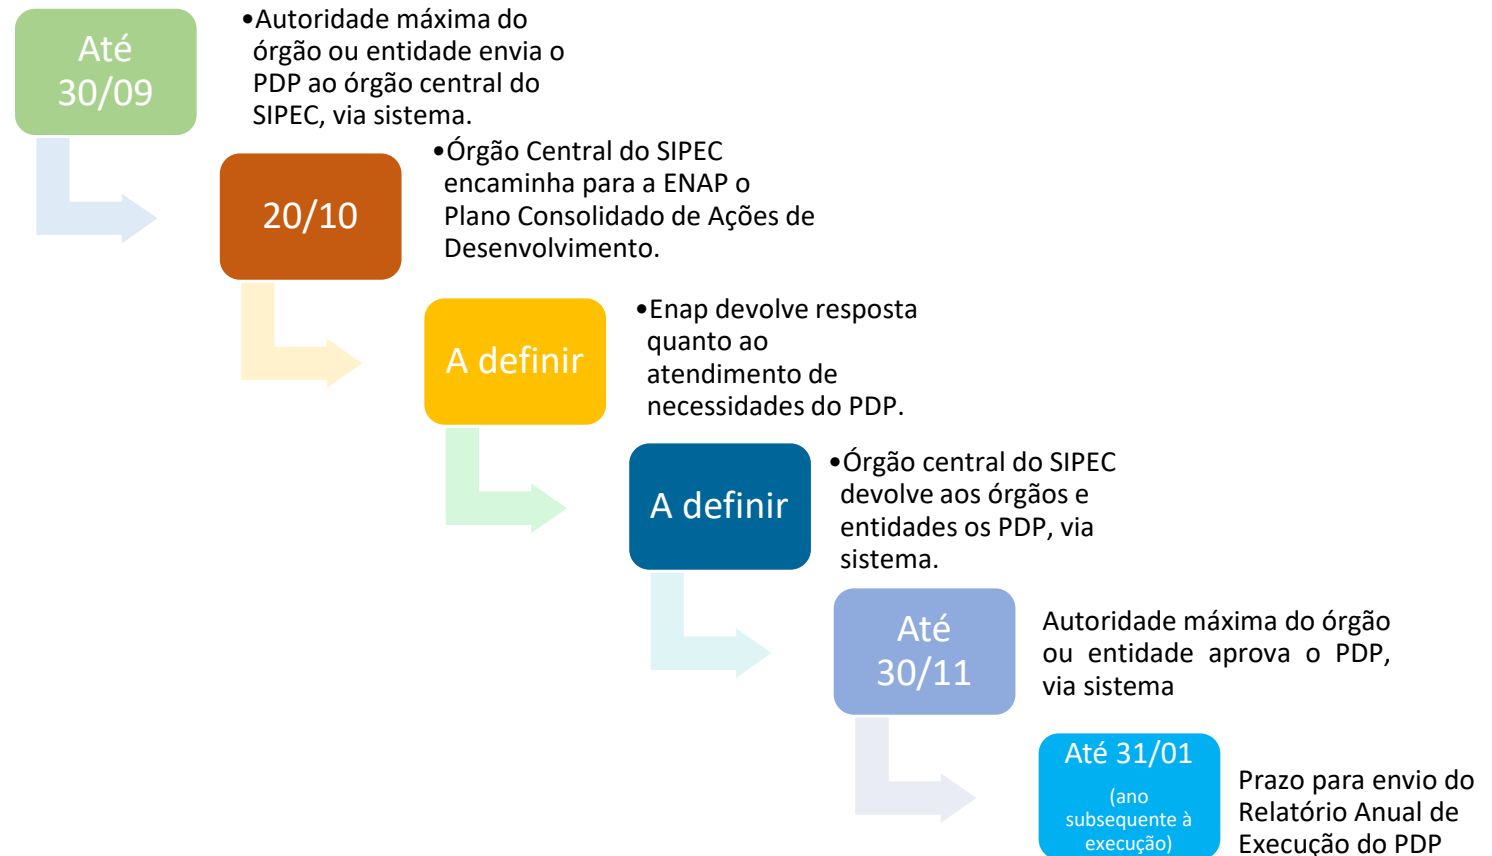 Até
30/09
•Autoridade máxima do
órgão ou entidade envia o
PDP ao órgão central do
SIPEC, via sistema.
20/10
•Órgão Central do SIPEC
encaminha para a ENAP o
Plano Consolidado de Ações de
Desenvolvimento.
A definir
•Enap devolve resposta
quanto ao
atendimento de
necessidades do PDP.
A definir
•Órgão central do SIPEC
devolve aos órgãos e
entidades os PDP, via
sistema.
Até
30/11
Autoridade máxima do órgão
ou entidade aprova o PDP,
via sistema
Até 31/01
(ano
subsequente à
execução)
Prazo para envio do
Relatório Anual de
Execução do PDP